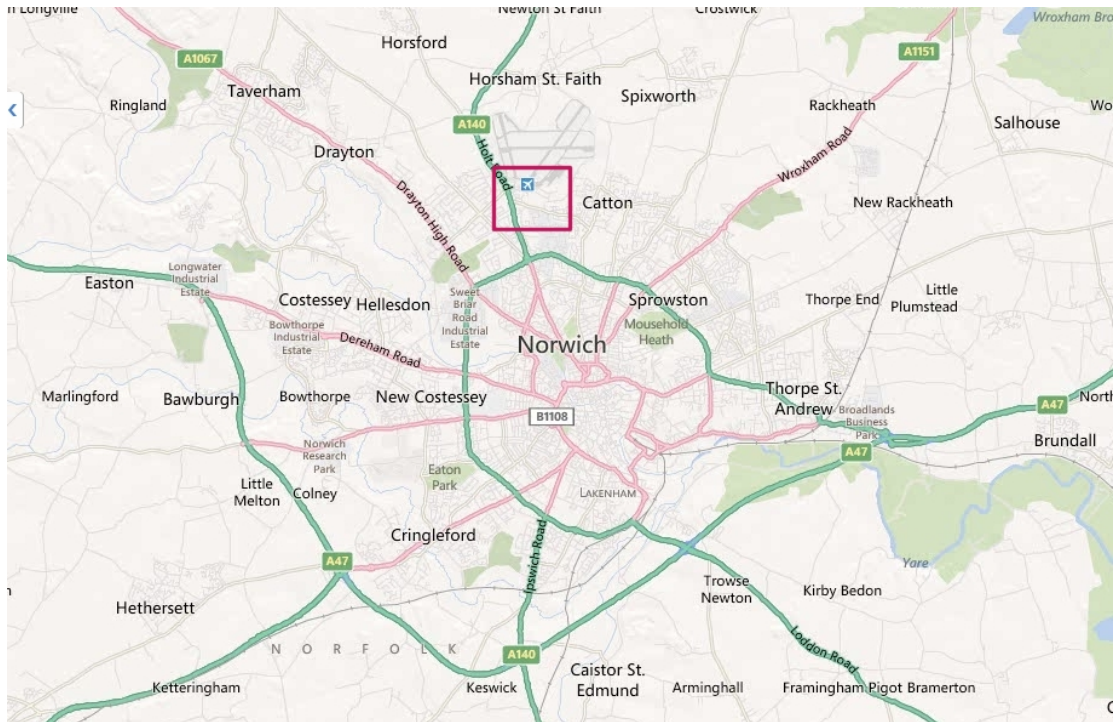 n Longville
Newton St Faith
Crostwick
Wroxham Bro
A1067
Horsford
A1151
Taverham
Horsham St. Faith
Ringland
Spixworth
Rackheath
Wo
Salhouse
A140
Drayton
Holt Road
Wroxham Road
Drayton High Road
Catton
New Rackheath
Easton
Longwater
Industrial
Estate
Costessey
Hellesdon
Sweet
Briar
Road
Industrial
Estate
Sprowston
Thorpe End
Little
Plumstead
Bowthorpe
Industrial
Estate
Mousehold
Heath
Norwich
Dereham Road
Marlingford
Bawburgh
Bowthorpe
New Costessey
Thorpe St.
Andrew
Broadlands
Business
Park
A47
North
B1108
Brundall
Norwich
Research
Park
A47
Eaton
Park
Little
Melton
Colney
LAKENHAM
Cringleford
Ipswich Road
A47
Yare
Trowse
Newton
Kirby Bedon
Hethersett
Loddon Road
NORFOLK
A140
Caistor St.
Edmund
Ketteringham
Keswick
Arminghall
Framingham Pigot
Bramerton